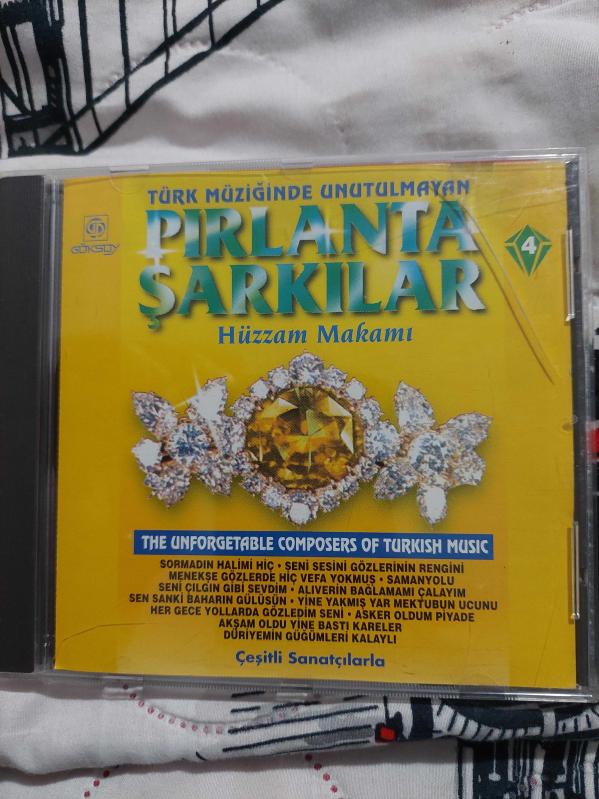 TÜRK MÜZİĞİNDE UNUTULMAYAN
PIRLANTA
ŞARKILAR
4
GÖKSOY
Hüzzam Makamı
THE UNFORGETABLE COMPOSERS OF TURKISH MUSIC
SORMADIN HALİMİ HİÇ • SENİ SESİNİ GÖZLERİNİN RENGİNİ
MENEKŞE GÖZLERDE HİÇ VEFA YOKMUŞ • SAMANYOLU
SENİ ÇILGIN GİBİ SEVDİM • ALIVERİN BAĞLAMAMI ÇALAYIM
SEN SANKİ BAHARIN GÜLÜSÜN • YİNE YAKMIŞ YAR MEKTUBUN UCUNU
HER GECE YOLLARDA GÖZLEDİM SENİ • ASKER OLDUM PİYADE
AKŞAM OLDU YİNE BASTI KARELER
DÜRİYEMİN GÜĞÜMLERİ KALAYLI
Çeşitli Sanatçılarla